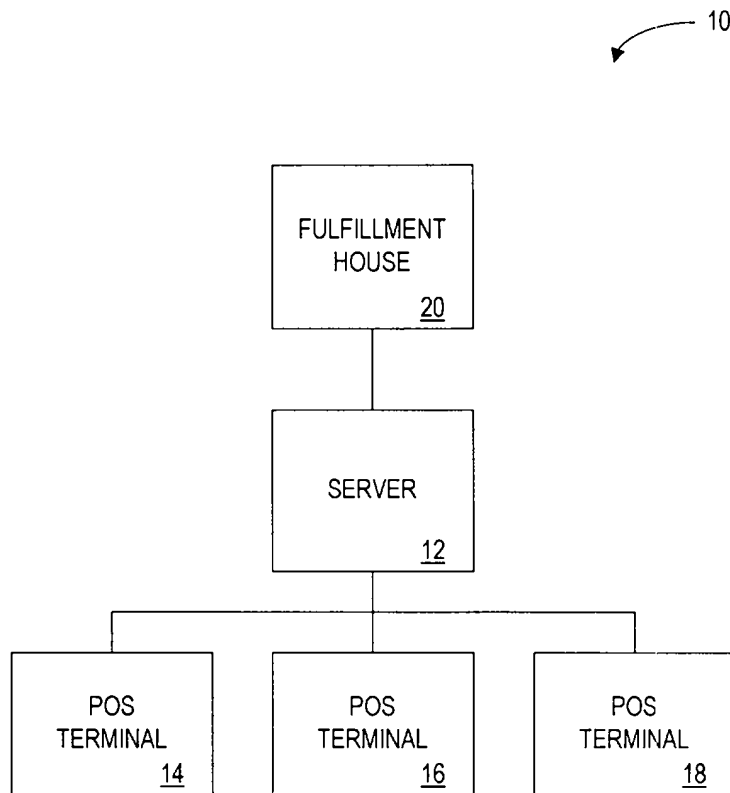 10
FULFILLMENT
HOUSE
20
SERVER
12
POS
TERMINAL
14
POS
TERMINAL
16
POS
TERMINAL
18